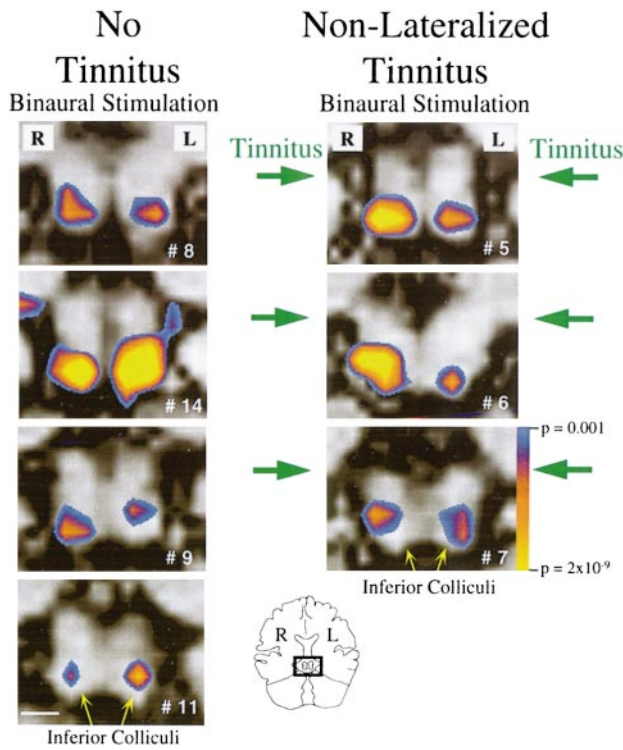 No
Tinnitus
Binaural Stimulation
R L
# 8
# 14
# 9
# 11
Inferior Colliculi
Non-Lateralized
Tinnitus
Binaural Stimulation
Tinnitus
R L
Tinnitus
# 5
# 6
p = 0.001
# 7
p = 2x10⁻⁹
Inferior Colliculi
R L